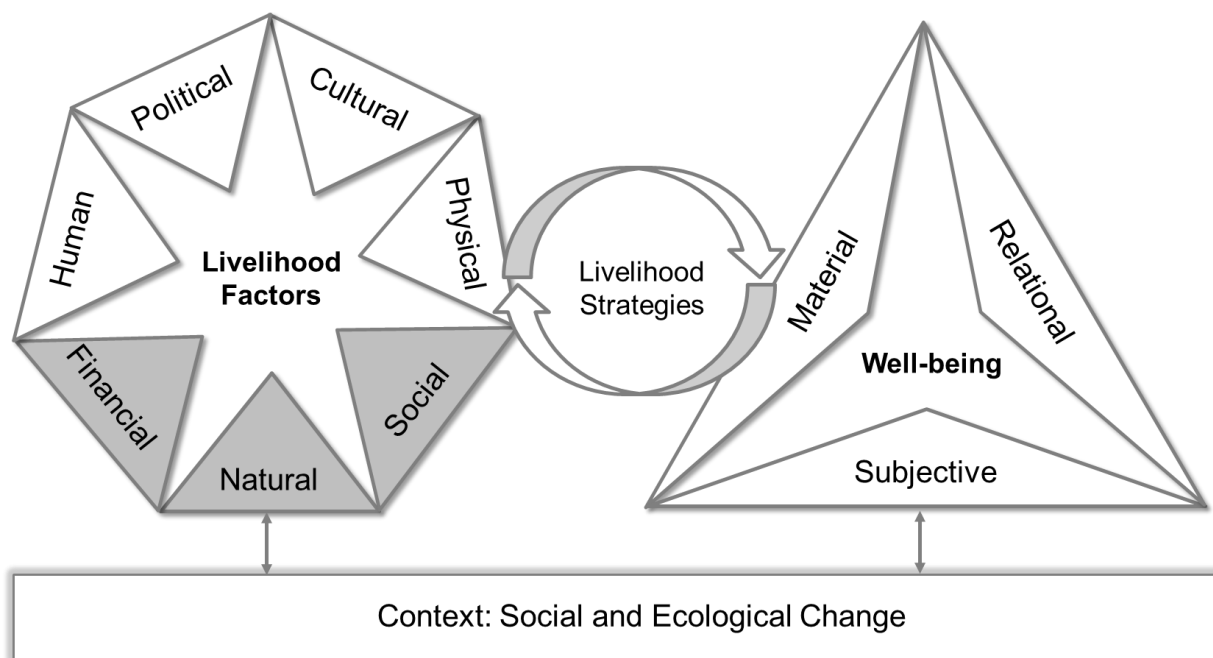 Political
Cultural
Human
Physical
Livelihood
Factors
Financial
Natural
Social
Livelihood
Strategies
Material
Relational
Well-being
Subjective
Context: Social and Ecological Change